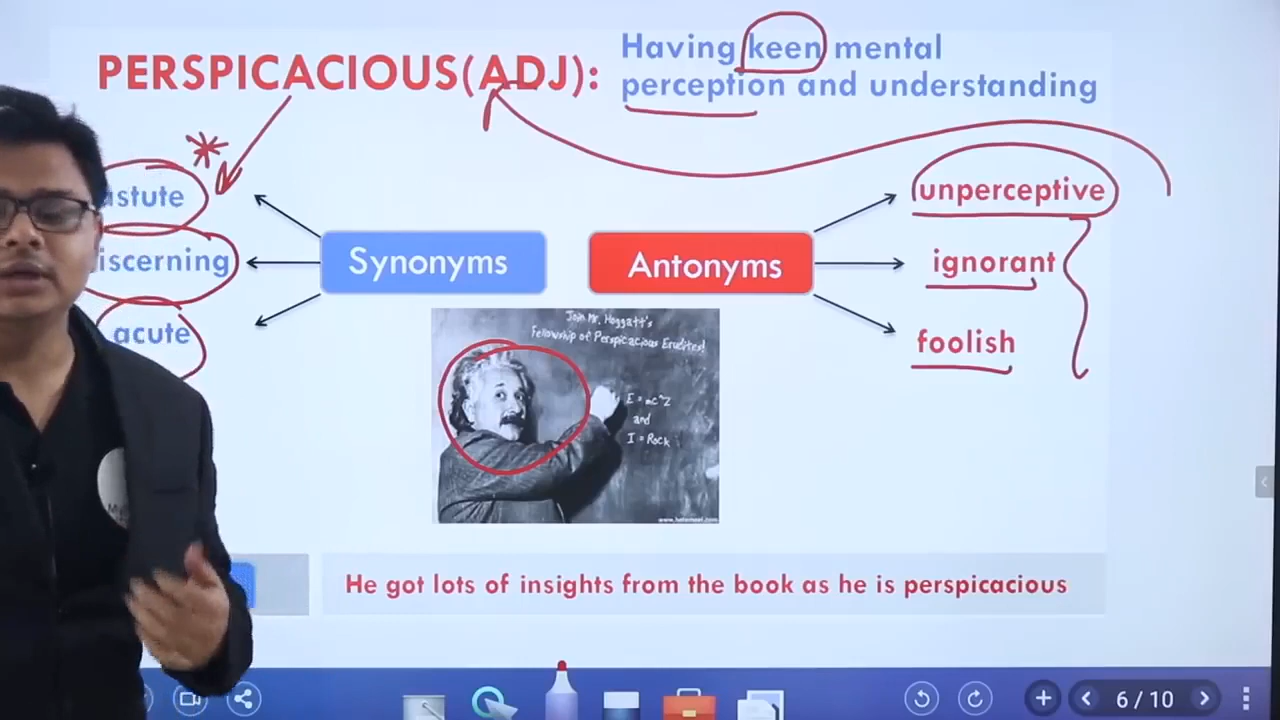 PERSPICACIOUS(ADJ):
Having keen mental
perception and understanding
astute
iscerning
acute
Synonyms
Antonyms
unperceptive
ignorant
foolish
Join Mr. Hoggatt's
Fellowship of Perspicacious Erudites!
E = mc^2
and
I = Rock
He got lots of insights from the book as he is perspicacious
6 / 10